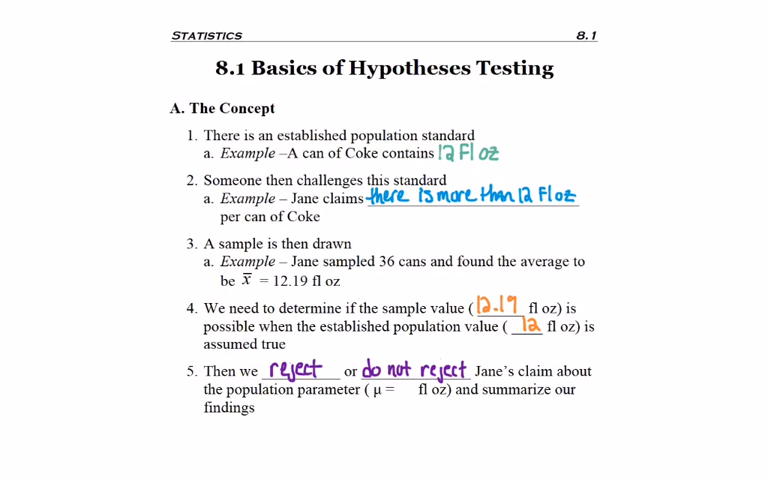 STATISTICS 8.1
8.1 Basics of Hypotheses Testing
A. The Concept
1. There is an established population standard
a. Example –A can of Coke contains 12 Fl oz
2. Someone then challenges this standard
a. Example – Jane claims there is more than 12 Fl oz
per can of Coke
3. A sample is then drawn
a. Example – Jane sampled 36 cans and found the average to
be x̅ = 12.19 fl oz
4. We need to determine if the sample value ( 12.19 fl oz) is
possible when the established population value ( 12 fl oz) is
assumed true
5. Then we reject or do not reject Jane's claim about
the population parameter ( μ = fl oz) and summarize our
findings